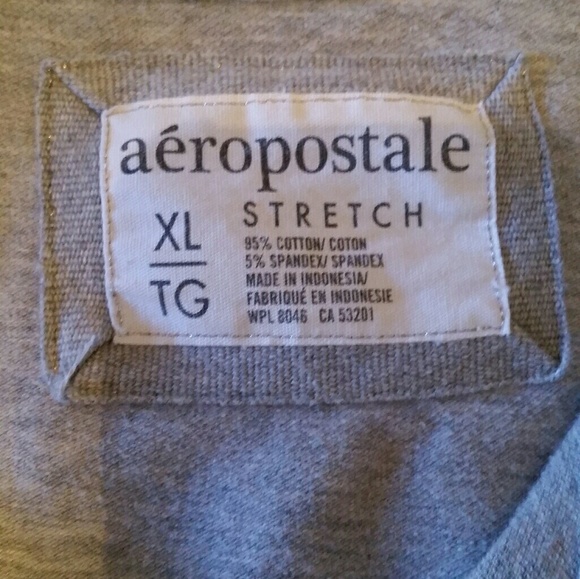 aéropostale
XL
TG
STRETCH
95% COTTON/ COTON
5% SPANDEX/ SPANDEX
MADE IN INDONESIA/
FABRIQUÉ EN INDONESIE
WPL 8046 CA 53201